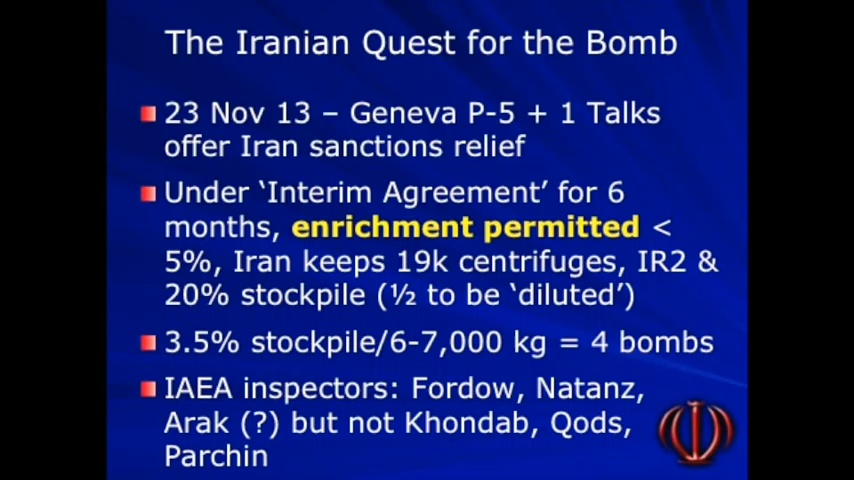 The Iranian Quest for the Bomb
23 Nov 13 – Geneva P-5 + 1 Talks
offer Iran sanctions relief
Under ‘Interim Agreement’ for 6
months, enrichment permitted <
5%, Iran keeps 19k centrifuges, IR2 &
20% stockpile (½ to be ‘diluted’)
3.5% stockpile/6-7,000 kg = 4 bombs
IAEA inspectors: Fordow, Natanz,
Arak (?) but not Khondab, Qods,
Parchin